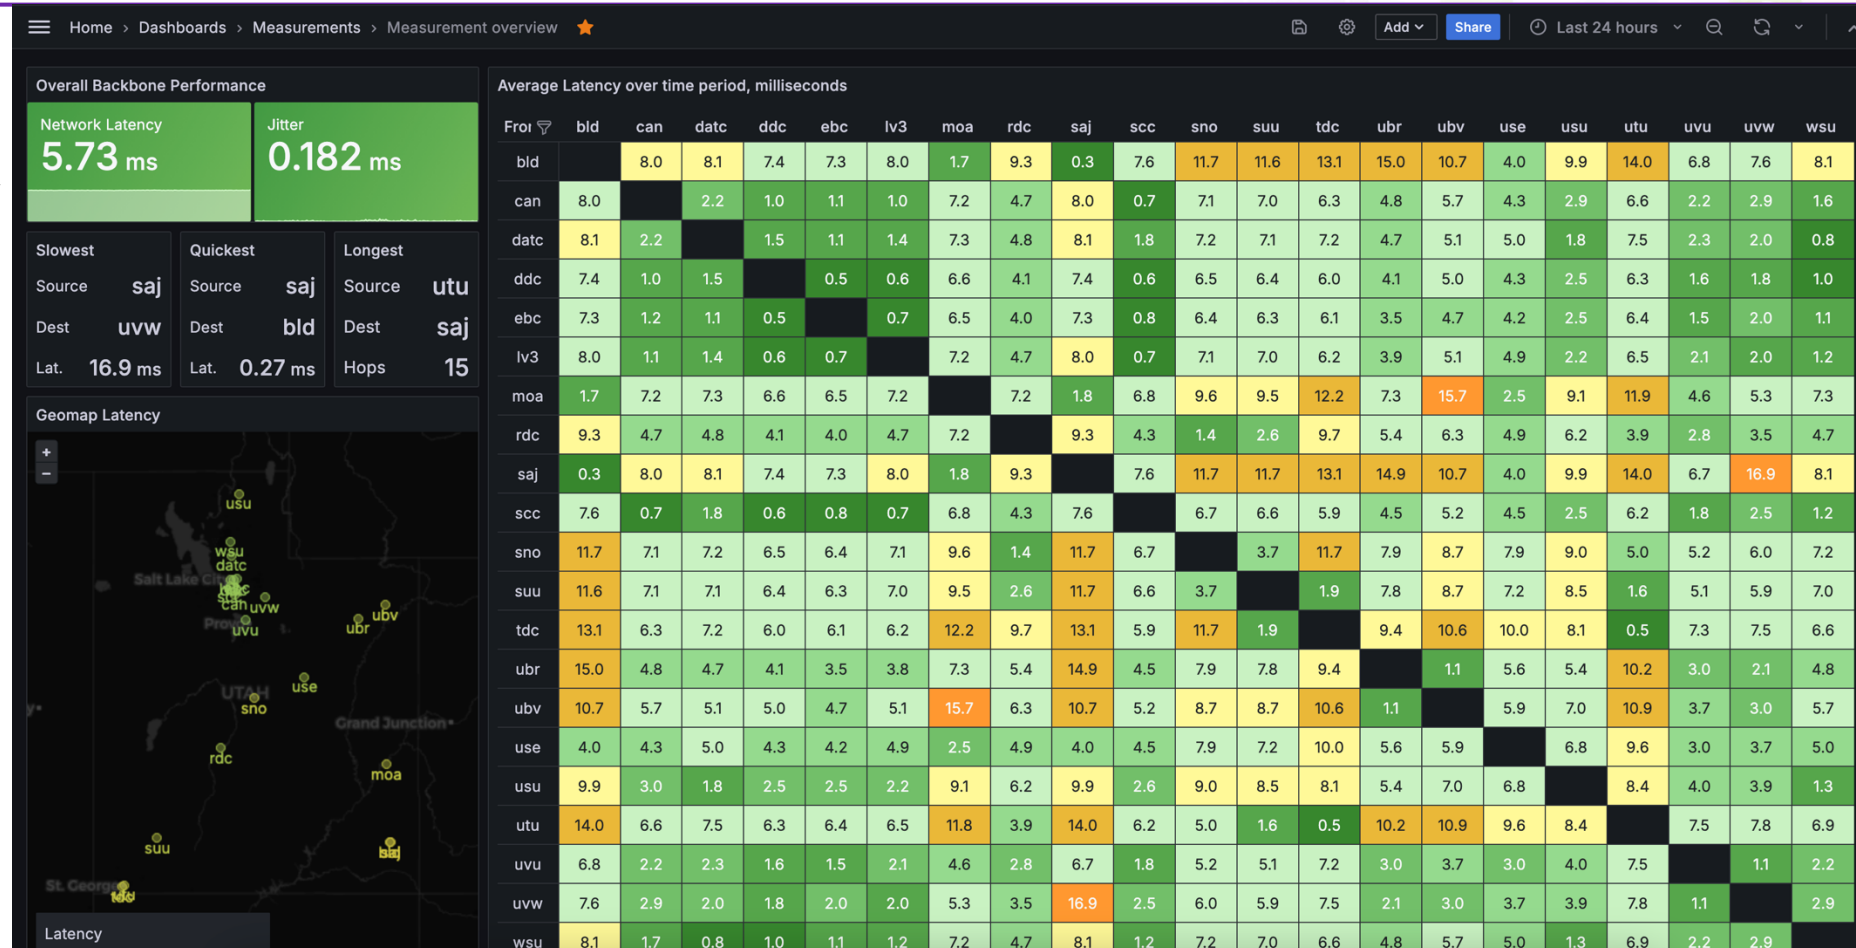 Home › Dashboards › Measurements › Measurement overview
Add
Share
Last 24 hours
Overall Backbone Performance
Network Latency
5.73 ms
Jitter
0.182 ms
Slowest
Source saj
Dest uvw
Lat. 16.9 ms
Quickest
Source saj
Dest bld
Lat. 0.27 ms
Longest
Source utu
Dest saj
Hops 15
Geomap Latency
+
−
usu
wsu
datc
Salt Lake City
can
uvw
uvu
ubr
ubv
use
UTAH
sno
Grand Junction
rdc
moa
suu
saj
St. George
Latency
Average Latency over time period, milliseconds
Fro bld can datc ddc ebc lv3 moa rdc saj scc sno suu tdc ubr ubv use usu utu uvu uvw wsu
bld 8.0 8.1 7.4 7.3 8.0 1.7 9.3 0.3 7.6 11.7 11.6 13.1 15.0 10.7 4.0 9.9 14.0 6.8 7.6 8.1
can 8.0 2.2 1.0 1.1 1.0 7.2 4.7 8.0 0.7 7.1 7.0 6.3 4.8 5.7 4.3 2.9 6.6 2.2 2.9 1.6
datc 8.1 2.2 1.5 1.1 1.4 7.3 4.8 8.1 1.8 7.2 7.1 7.2 4.7 5.1 5.0 1.8 7.5 2.3 2.0 0.8
ddc 7.4 1.0 1.5 0.5 0.6 6.6 4.1 7.4 0.6 6.5 6.4 6.0 4.1 5.0 4.3 2.5 6.3 1.6 1.8 1.0
ebc 7.3 1.2 1.1 0.5 0.7 6.5 4.0 7.3 0.8 6.4 6.3 6.1 3.5 4.7 4.2 2.5 6.4 1.5 2.0 1.1
lv3 8.0 1.1 1.4 0.6 0.7 7.2 4.7 8.0 0.7 7.1 7.0 6.2 3.9 5.1 4.9 2.2 6.5 2.1 2.0 1.2
moa 1.7 7.2 7.3 6.6 6.5 7.2 7.2 1.8 6.8 9.6 9.5 12.2 7.3 15.7 2.5 9.1 11.9 4.6 5.3 7.3
rdc 9.3 4.7 4.8 4.1 4.0 4.7 7.2 9.3 4.3 1.4 2.6 9.7 5.4 6.3 4.9 6.2 3.9 2.8 3.5 4.7
saj 0.3 8.0 8.1 7.4 7.3 8.0 1.8 9.3 7.6 11.7 11.7 13.1 14.9 10.7 4.0 9.9 14.0 6.7 16.9 8.1
scc 7.6 0.7 1.8 0.6 0.8 0.7 6.8 4.3 7.6 6.7 6.6 5.9 4.5 5.2 4.5 2.5 6.2 1.8 2.5 1.2
sno 11.7 7.1 7.2 6.5 6.4 7.1 9.6 1.4 11.7 6.7 3.7 11.7 7.9 8.7 7.9 9.0 5.0 5.2 6.0 7.2
suu 11.6 7.1 7.1 6.4 6.3 7.0 9.5 2.6 11.7 6.6 3.7 1.9 7.8 8.7 7.2 8.5 1.6 5.1 5.9 7.0
tdc 13.1 6.3 7.2 6.0 6.1 6.2 12.2 9.7 13.1 5.9 11.7 1.9 9.4 10.6 10.0 8.1 0.5 7.3 7.5 6.6
ubr 15.0 4.8 4.7 4.1 3.5 3.8 7.3 5.4 14.9 4.5 7.9 7.8 9.4 1.1 5.6 5.4 10.2 3.0 2.1 4.8
ubv 10.7 5.7 5.1 5.0 4.7 5.1 15.7 6.3 10.7 5.2 8.7 8.7 10.6 1.1 5.9 7.0 10.9 3.7 3.0 5.7
use 4.0 4.3 5.0 4.3 4.2 4.9 2.5 4.9 4.0 4.5 7.9 7.2 10.0 5.6 5.9 6.8 9.6 3.0 3.7 5.0
usu 9.9 3.0 1.8 2.5 2.5 2.2 9.1 6.2 9.9 2.6 9.0 8.5 8.1 5.4 7.0 6.8 8.4 4.0 3.9 1.3
utu 14.0 6.6 7.5 6.3 6.4 6.5 11.8 3.9 14.0 6.2 5.0 1.6 0.5 10.2 10.9 9.6 8.4 7.5 7.8 6.9
uvu 6.8 2.2 2.3 1.6 1.5 2.1 4.6 2.8 6.7 1.8 5.2 5.1 7.2 3.0 3.7 3.0 4.0 7.5 1.1 2.2
uvw 7.6 2.9 2.0 1.8 2.0 2.0 5.3 3.5 16.9 2.5 6.0 5.9 7.5 2.1 3.0 3.7 3.9 7.8 1.1 2.9
wsu 8.1 1.7 0.8 1.0 1.1 1.2 7.2 4.7 8.1 1.2 7.2 7.0 6.6 4.8 5.7 5.0 1.3 6.9 2.2 2.9